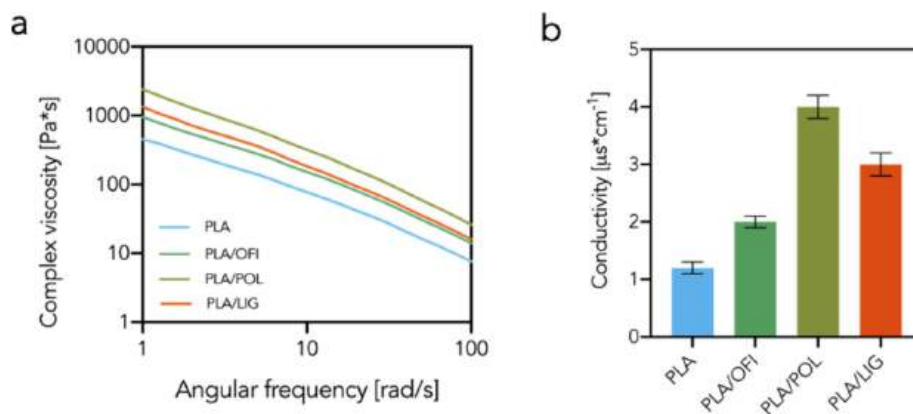 a
10000
1000
100
10
1
1
10
100
Complex viscosity [Pa*s]
Angular frequency [rad/s]
PLA
PLA/OFI
PLA/POL
PLA/LIG
b
5
4
3
2
1
0
Conductivity [µs*cm⁻¹]
PLA
PLA/OFI
PLA/POL
PLA/LIG